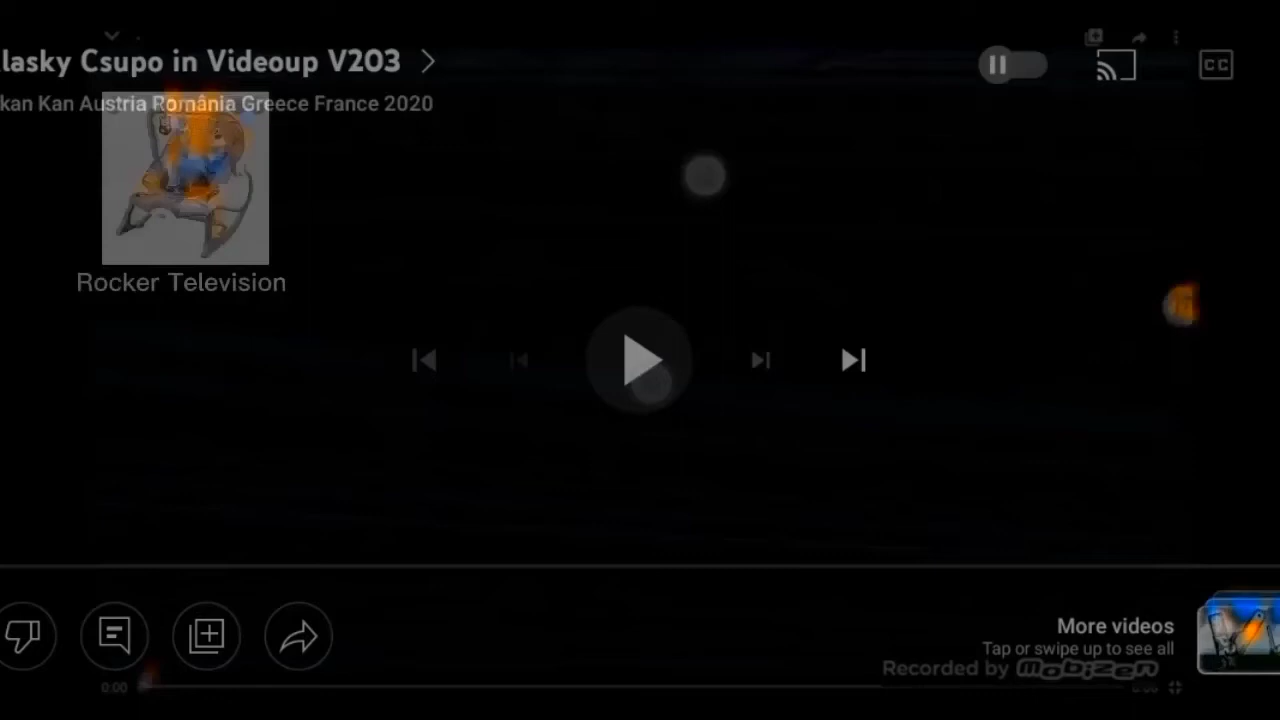 lasky Csupo in Videoup V203
kan Kan Austria România Greece France 2020
CC
Rocker Television
More videos
Tap or swipe up to see all
Recorded by mobizen
0:00